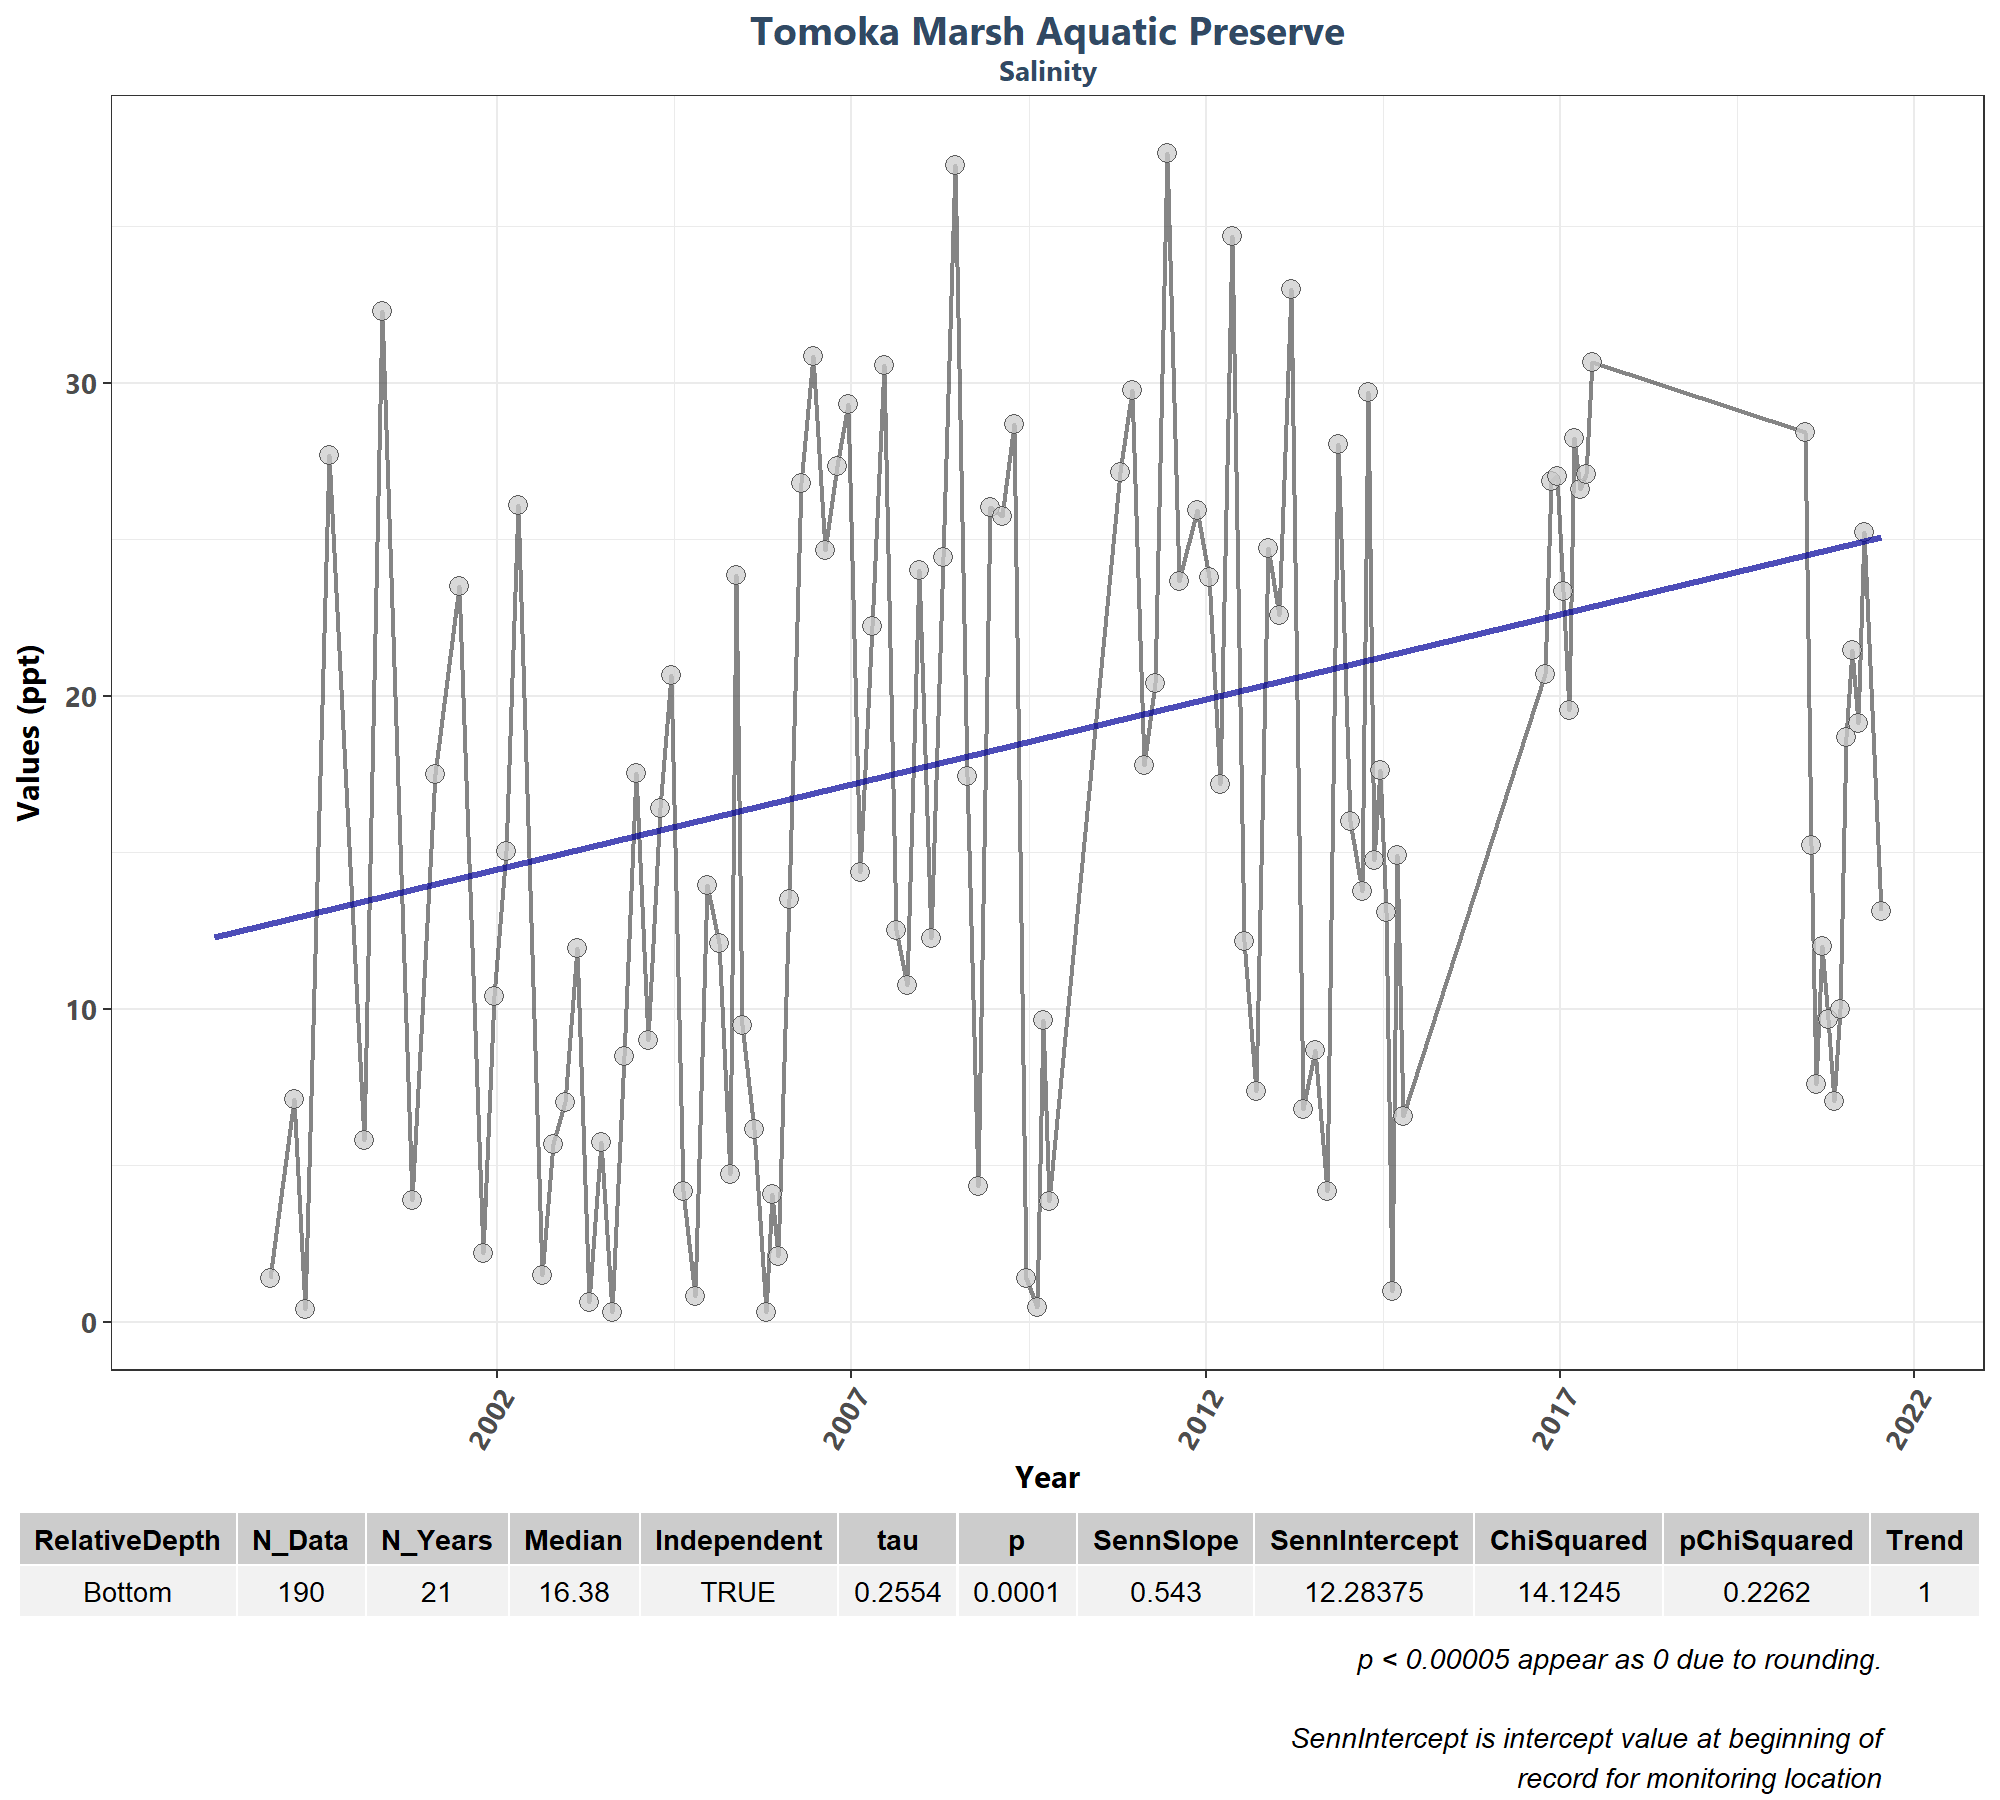 Tomoka Marsh Aquatic Preserve
Salinity
Values (ppt)
30
20
10
0
2002 2007 2012 2017 2022
Year
RelativeDepth N_Data N_Years Median Independent tau p SennSlope SennIntercept ChiSquared pChiSquared Trend
Bottom 190 21 16.38 TRUE 0.2554 0.0001 0.543 12.28375 14.1245 0.2262 1
p < 0.00005 appear as 0 due to rounding.
SennIntercept is intercept value at beginning of
record for monitoring location